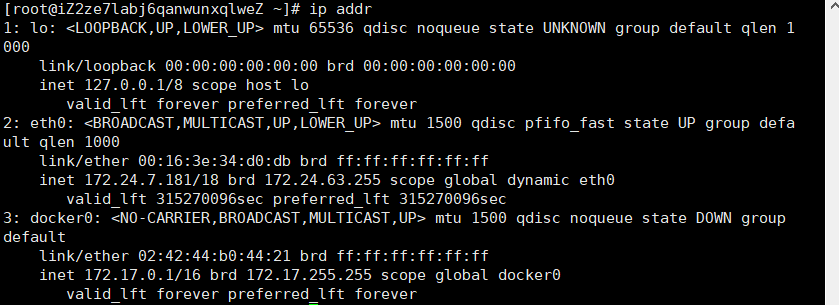 [root@iZ2ze7labj6qanwunxqlweZ ~]# ip addr
1: lo: <LOOPBACK,UP,LOWER_UP> mtu 65536 qdisc noqueue state UNKNOWN group default qlen 1
000
    link/loopback 00:00:00:00:00:00 brd 00:00:00:00:00:00
    inet 127.0.0.1/8 scope host lo
       valid_lft forever preferred_lft forever
2: eth0: <BROADCAST,MULTICAST,UP,LOWER_UP> mtu 1500 qdisc pfifo_fast state UP group defa
ult qlen 1000
    link/ether 00:16:3e:34:d0:db brd ff:ff:ff:ff:ff:ff
    inet 172.24.7.181/18 brd 172.24.63.255 scope global dynamic eth0
       valid_lft 315270096sec preferred_lft 315270096sec
3: docker0: <NO-CARRIER,BROADCAST,MULTICAST,UP> mtu 1500 qdisc noqueue state DOWN group
default
    link/ether 02:42:44:b0:44:21 brd ff:ff:ff:ff:ff:ff
    inet 172.17.0.1/16 brd 172.17.255.255 scope global docker0
       valid_lft forever preferred_lft forever